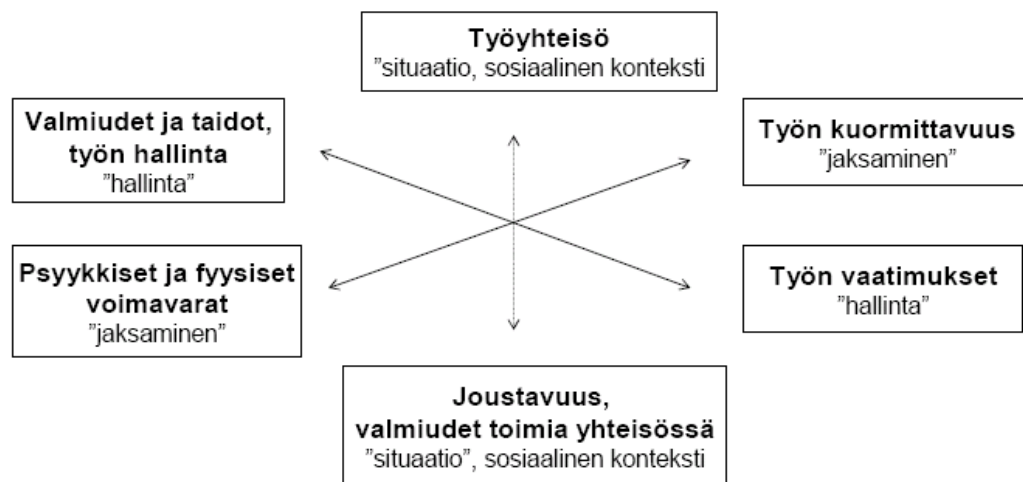 Työyhteisö
”situaatio, sosiaalinen konteksti
Valmiudet ja taidot,
työn hallinta
”hallinta”
Työn kuormittavuus
”jaksaminen”
Psyykkiset ja fyysiset
voimavarat
”jaksaminen”
Työn vaatimukset
”hallinta”
Joustavuus,
valmiudet toimia yhteisössä
”situaatio”, sosiaalinen konteksti